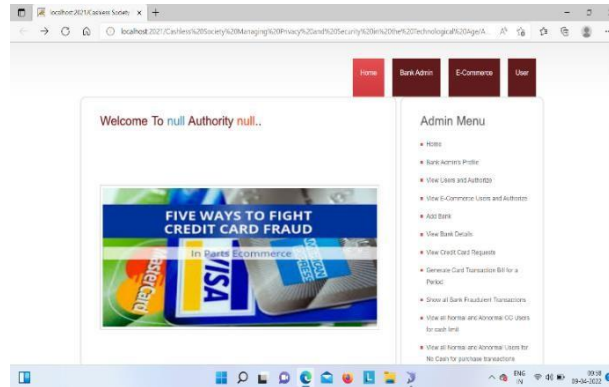 localhost:2021/Cashless Society
localhost:2021/Cashless%20Society%20Managing%20Privacy%20and%20Security%20in%20the%20Technological%20Age/A...
Home
Bank Admin
E-Commerce
User
Welcome To null Authority null..
FIVE WAYS TO FIGHT
CREDIT CARD FRAUD
In Parts Ecommerce
MasterCard
VISA
AMERICAN
EXPRESS
Admin Menu
Home
Bank Admin's Profile
View Users and Authorize
View E-Commerce Users and Authorize
Add Bank
View Bank Details
View Credit Card Requests
Generate Card Transaction Bill for a
Period
Show all Bank Fraudulent Transactions
View all Normal and Abnormal CC Users
for cash limit
View all Normal and Abnormal Users for
No Cash for purchase transactions
ENG
IN
09:58
09-04-2022